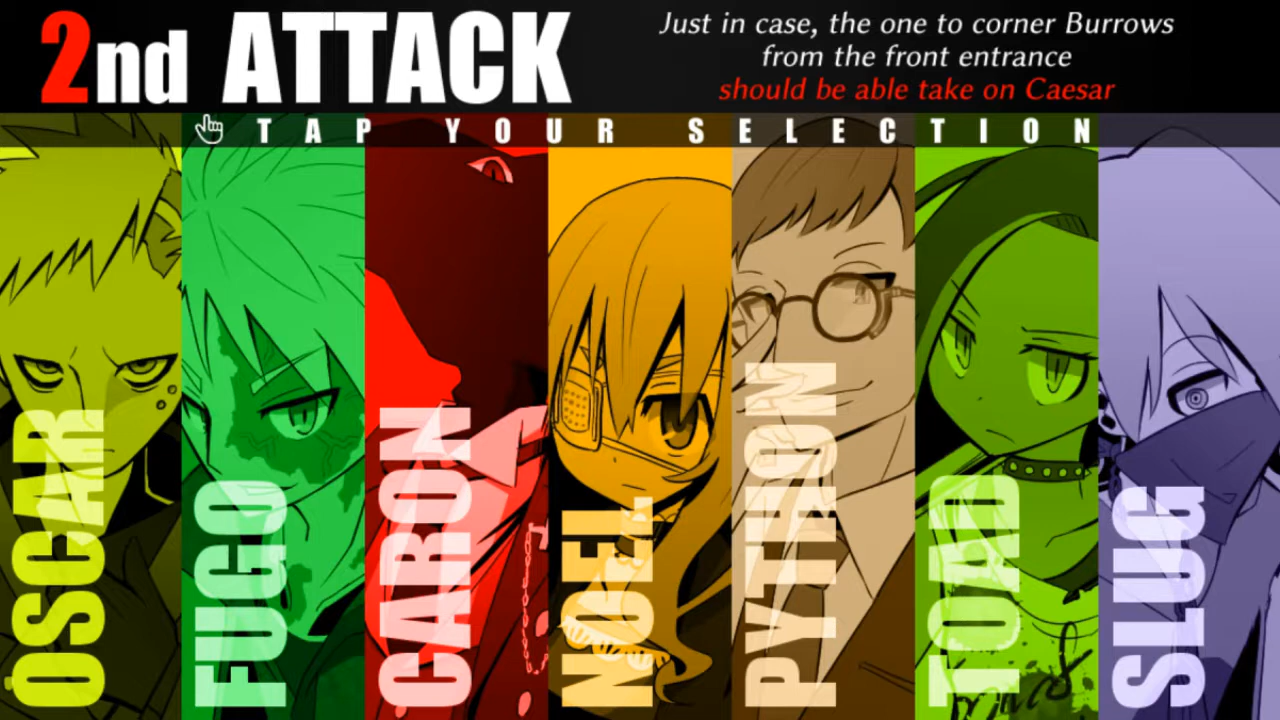 2nd ATTACK
Just in case, the one to corner Burrows
from the front entrance
should be able take on Caesar
TAP YOUR SELECTION
OSCAR
FUGO
CARON
NOEL
PYTHON
TOAD
SLUG